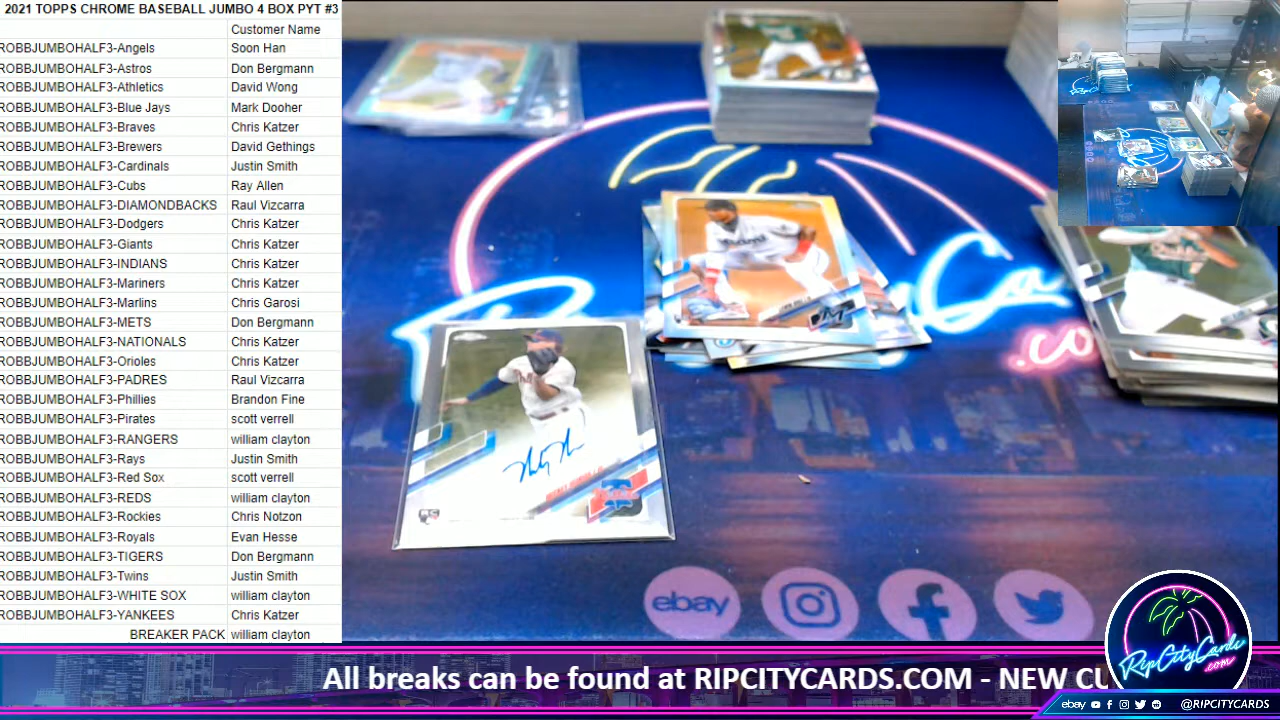 2021 TOPPS CHROME BASEBALL JUMBO 4 BOX PYT #3
Customer Name
ROBBJUMBOHALF3-Angels Soon Han
ROBBJUMBOHALF3-Astros Don Bergmann
ROBBJUMBOHALF3-Athletics David Wong
ROBBJUMBOHALF3-Blue Jays Mark Dooher
ROBBJUMBOHALF3-Braves Chris Katzer
ROBBJUMBOHALF3-Brewers David Gethings
ROBBJUMBOHALF3-Cardinals Justin Smith
ROBBJUMBOHALF3-Cubs Ray Allen
ROBBJUMBOHALF3-DIAMONDBACKS Raul Vizcarra
ROBBJUMBOHALF3-Dodgers Chris Katzer
ROBBJUMBOHALF3-Giants Chris Katzer
ROBBJUMBOHALF3-INDIANS Chris Katzer
ROBBJUMBOHALF3-Mariners Chris Katzer
ROBBJUMBOHALF3-Marlins Chris Garosi
ROBBJUMBOHALF3-METS Don Bergmann
ROBBJUMBOHALF3-NATIONALS Chris Katzer
ROBBJUMBOHALF3-Orioles Chris Katzer
ROBBJUMBOHALF3-PADRES Raul Vizcarra
ROBBJUMBOHALF3-Phillies Brandon Fine
ROBBJUMBOHALF3-Pirates scott verrell
ROBBJUMBOHALF3-RANGERS william clayton
ROBBJUMBOHALF3-Rays Justin Smith
ROBBJUMBOHALF3-Red Sox scott verrell
ROBBJUMBOHALF3-REDS william clayton
ROBBJUMBOHALF3-Rockies Chris Notzon
ROBBJUMBOHALF3-Royals Evan Hesse
ROBBJUMBOHALF3-TIGERS Don Bergmann
ROBBJUMBOHALF3-Twins Justin Smith
ROBBJUMBOHALF3-WHITE SOX william clayton
ROBBJUMBOHALF3-YANKEES Chris Katzer
BREAKER PACK william clayton
Ca
.co
RC
ebay
RipCityCards
.com
All breaks can be found at RIPCITYCARDS.COM - NEW CU
ebay @RIPCITYCARDS